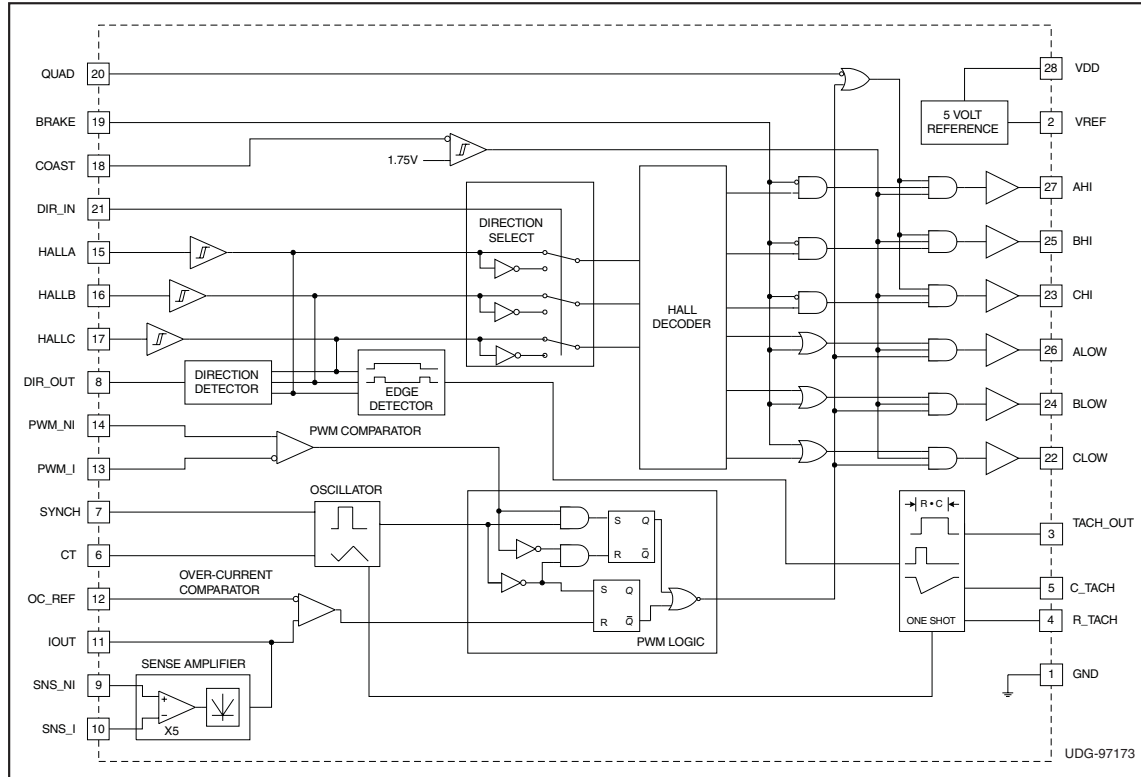 QUAD 20
BRAKE 19
COAST 18
DIR_IN 21
HALLA 15
HALLB 16
HALLC 17
DIR_OUT 8
PWM_NI 14
PWM_I 13
SYNCH 7
CT 6
OC_REF 12
IOUT 11
SNS_NI 9
SNS_I 10
1.75V
DIRECTION
SELECT
DIRECTION
DETECTOR
EDGE
DETECTOR
PWM COMPARATOR
OSCILLATOR
OVER-CURRENT
COMPARATOR
SENSE AMPLIFIER
+
−
X5
S Q
R Q̅
S Q
R Q̅
PWM LOGIC
HALL
DECODER
5 VOLT
REFERENCE
R • C
ONE SHOT
28 VDD
2 VREF
27 AHI
25 BHI
23 CHI
26 ALOW
24 BLOW
22 CLOW
3 TACH_OUT
5 C_TACH
4 R_TACH
1 GND
UDG-97173